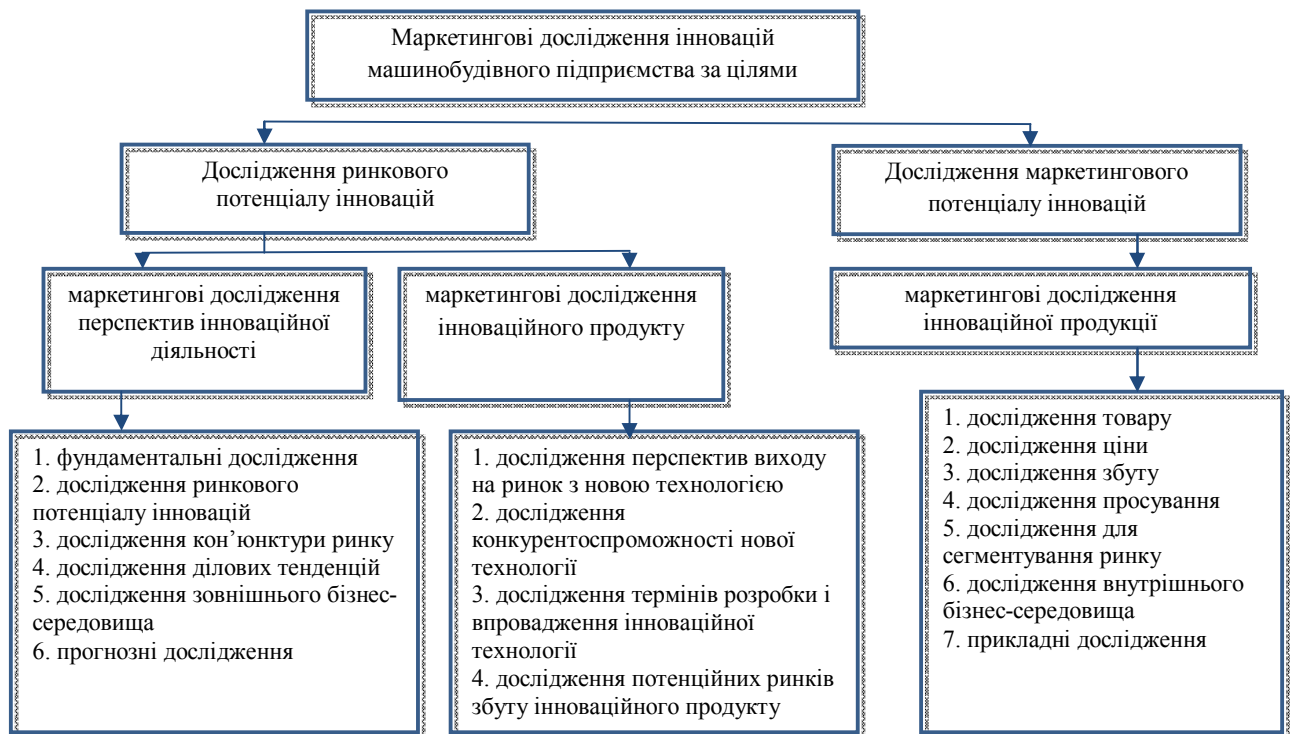 Маркетингові дослідження інновацій
машинобудівного підприємства за цілями
Дослідження ринкового
потенціалу інновацій
Дослідження маркетингового
потенціалу інновацій
маркетингові дослідження
перспектив інноваційної
діяльності
маркетингові дослідження
інноваційного продукту
маркетингові дослідження
інноваційної продукції
1. фундаментальні дослідження
2. дослідження ринкового
потенціалу інновацій
3. дослідження кон’юнктури ринку
4. дослідження ділових тенденцій
5. дослідження зовнішнього бізнес-
середовища
6. прогнозні дослідження
1. дослідження перспектив виходу
на ринок з новою технологією
2. дослідження
конкурентоспроможності нової
технології
3. дослідження термінів розробки і
впровадження інноваційної
технології
4. дослідження потенційних ринків
збуту інноваційного продукту
1. дослідження товару
2. дослідження ціни
3. дослідження збуту
4. дослідження просування
5. дослідження для
сегментування ринку
6. дослідження внутрішнього
бізнес-середовища
7. прикладні дослідження